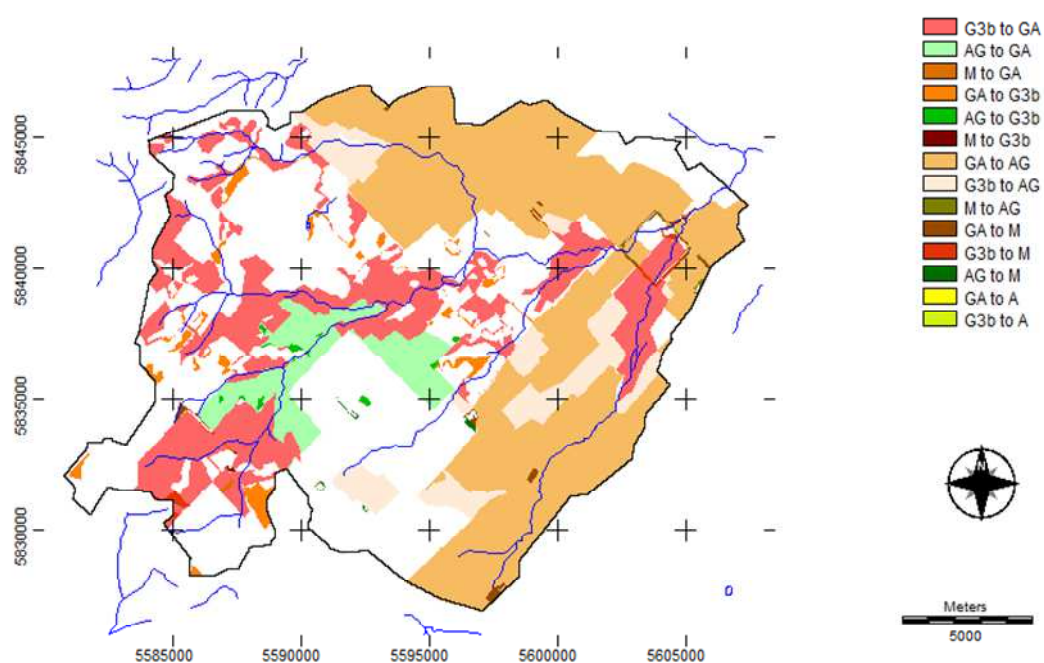 G3b to GA
AG to GA
M to GA
GA to G3b
AG to G3b
M to G3b
GA to AG
G3b to AG
M to AG
GA to M
G3b to M
AG to M
GA to A
G3b to A
5845000
5840000
5835000
5830000
Meters
5000
5585000 5590000 5595000 5600000 5605000